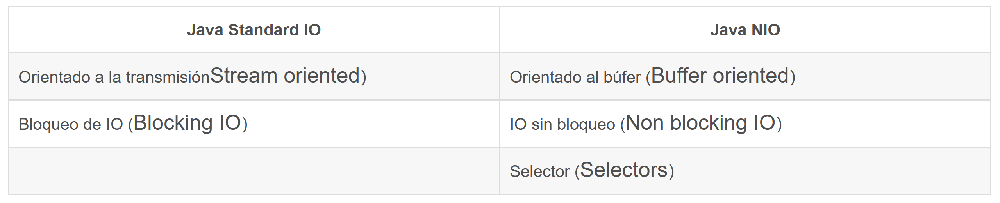 Java Standard IO
Java NIO
Orientado a la transmisiónStream oriented)
Orientado al búfer (Buffer oriented)
Bloqueo de IO (Blocking IO)
IO sin bloqueo (Non blocking IO)
Selector (Selectors)